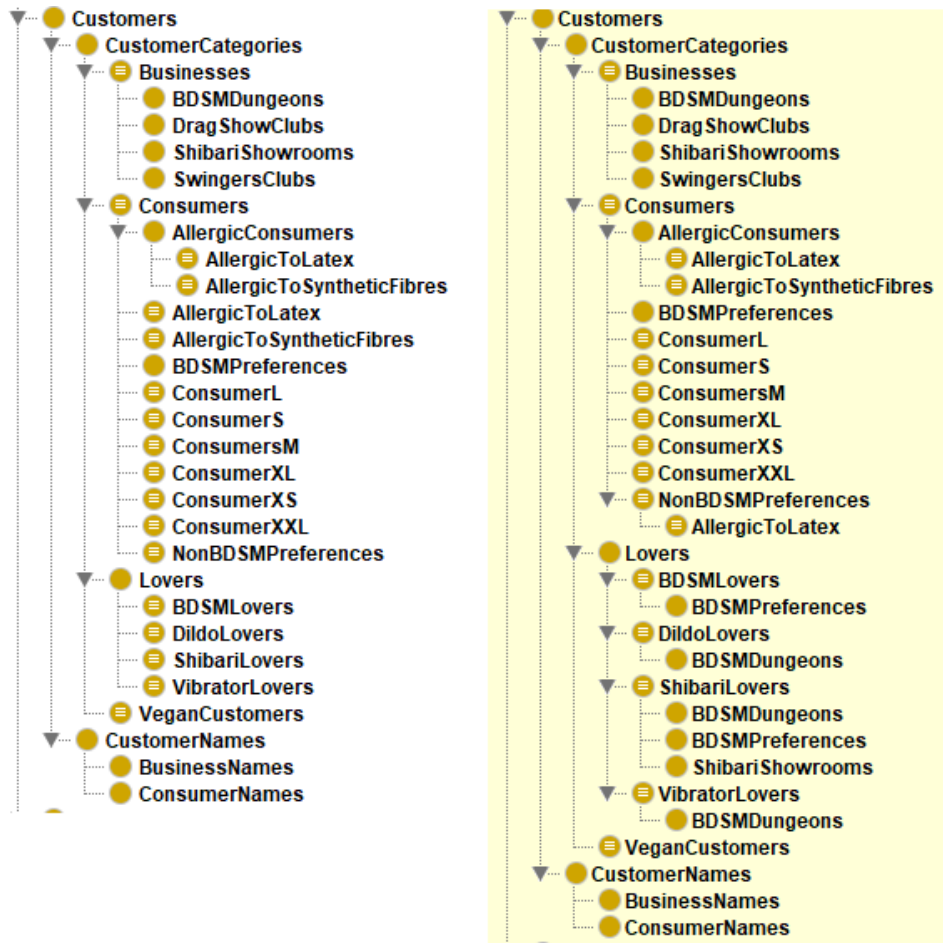 Customers
CustomerCategories
Businesses
BDSMDungeons
DragShowClubs
ShibariShowrooms
SwingersClubs
Consumers
AllergicConsumers
AllergicToLatex
AllergicToSyntheticFibres
AllergicToLatex
AllergicToSyntheticFibres
BDSMPreferences
ConsumerL
ConsumerS
ConsumersM
ConsumerXL
ConsumerXS
ConsumerXXL
NonBDSMPreferences
Lovers
BDSMLovers
DildoLovers
ShibariLovers
VibratorLovers
VeganCustomers
CustomerNames
BusinessNames
ConsumerNames
Customers
CustomerCategories
Businesses
BDSMDungeons
DragShowClubs
ShibariShowrooms
SwingersClubs
Consumers
AllergicConsumers
AllergicToLatex
AllergicToSyntheticFibres
BDSMPreferences
ConsumerL
ConsumerS
ConsumersM
ConsumerXL
ConsumerXS
ConsumerXXL
NonBDSMPreferences
AllergicToLatex
Lovers
BDSMLovers
BDSMPreferences
DildoLovers
BDSMDungeons
ShibariLovers
BDSMDungeons
BDSMPreferences
ShibariShowrooms
VibratorLovers
BDSMDungeons
VeganCustomers
CustomerNames
BusinessNames
ConsumerNames